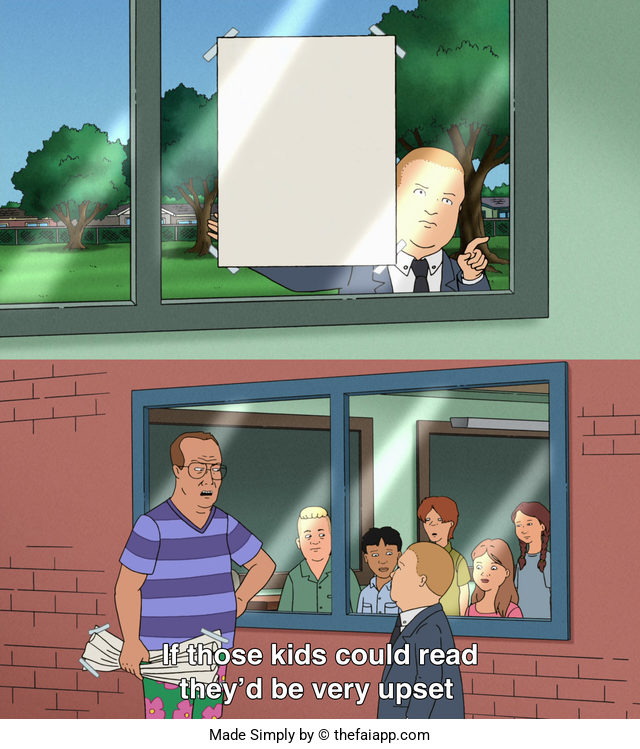 If those kids could read
they'd be very upset
Made Simply by © thefaiapp.com